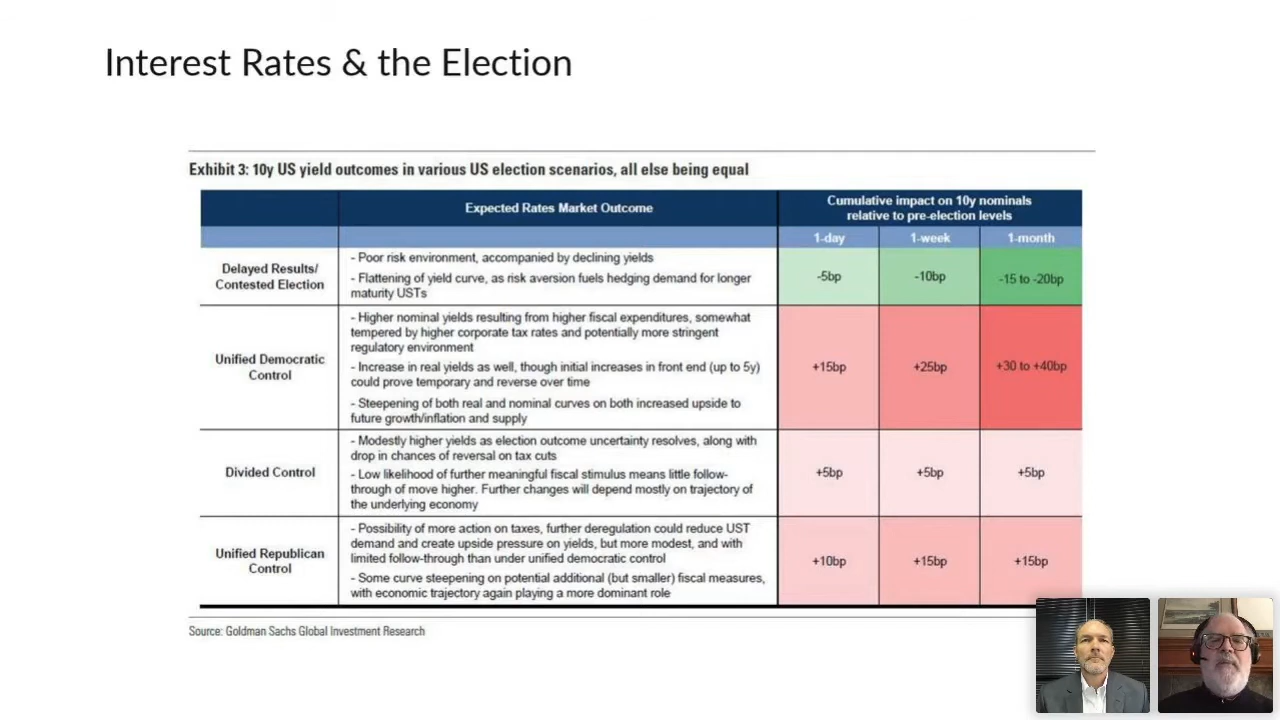 Interest Rates & the Election
Exhibit 3: 10y US yield outcomes in various US election scenarios, all else being equal
Expected Rates Market Outcome
Cumulative impact on 10y nominals
relative to pre-election levels
1-day
1-week
1-month
Delayed Results/
Contested Election
- Poor risk environment, accompanied by declining yields
- Flattening of yield curve, as risk aversion fuels hedging demand for longer
maturity USTs
-5bp
-10bp
-15 to -20bp
Unified Democratic
Control
- Higher nominal yields resulting from higher fiscal expenditures, somewhat
tempered by higher corporate tax rates and potentially more stringent
regulatory environment
- Increase in real yields as well, though initial increases in front end (up to 5y)
could prove temporary and reverse over time
- Steepening of both real and nominal curves on both increased upside to
future growth/inflation and supply
+15bp
+25bp
+30 to +40bp
Divided Control
- Modestly higher yields as election outcome uncertainty resolves, along with
drop in chances of reversal on tax cuts
- Low likelihood of further meaningful fiscal stimulus means little follow-
through of move higher. Further changes will depend mostly on trajectory of
the underlying economy
+5bp
+5bp
+5bp
Unified Republican
Control
- Possibility of more action on taxes, further deregulation could reduce UST
demand and create upside pressure on yields, but more modest, and with
limited follow-through than under unified democratic control
- Some curve steepening on potential additional (but smaller) fiscal measures,
with economic trajectory again playing a more dominant role
+10bp
+15bp
+15bp
Source: Goldman Sachs Global Investment Research